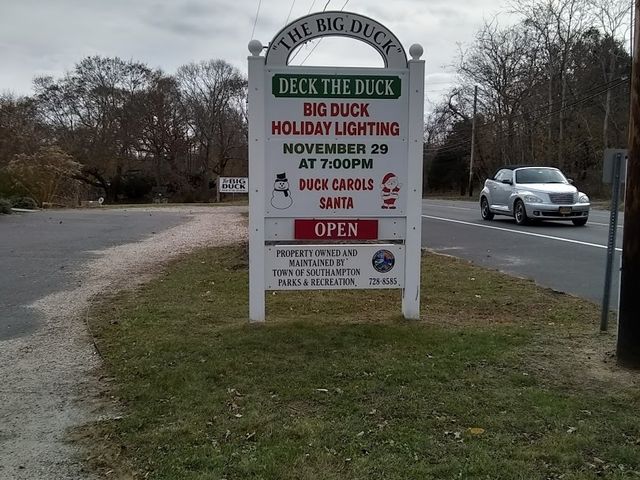 "THE BIG DUCK"
DECK THE DUCK
BIG DUCK
HOLIDAY LIGHTING
NOVEMBER 29
AT 7:00PM
DUCK CAROLS
SANTA
OPEN
PROPERTY OWNED AND
MAINTAINED BY
TOWN OF SOUTHAMPTON
PARKS & RECREATION 728-8585
The BIG
DUCK